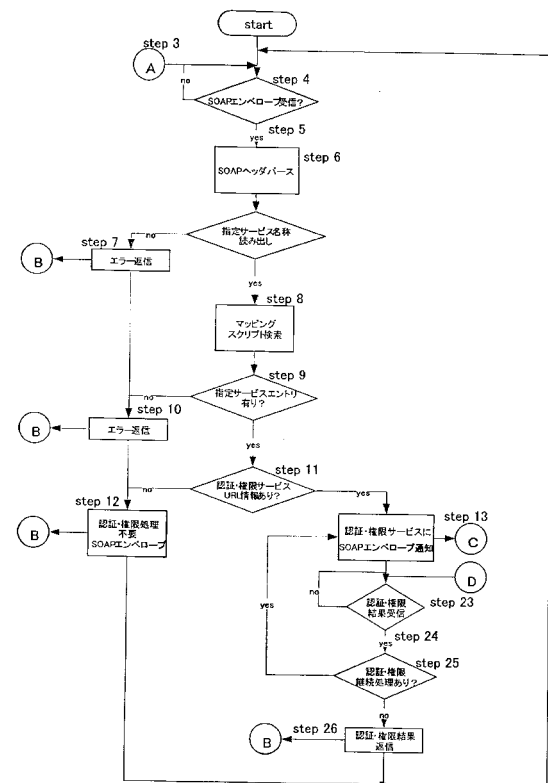 start
step 3
A
no
step 4
SOAPエンベロープ受信?
step 5
yes
step 6
SOAPヘッダパース
no
指定サービス名称
読み出し
step 7
B
エラー返信
yes
step 8
マッピング
スクリプト検索
step 9
no
指定サービスエントリ
有り?
step 10
B
エラー返信
yes
step 11
no
認証・権限サービス
URL情報あり?
yes
step 12
B
認証・権限処理
不要
SOAPエンベロープ
step 13
認証・権限サービスに
SOAPエンベロープ通知
C
D
no
yes
認証・権限
結果受信
step 23
step 24
yes
step 25
認証・権限
継続処理あり?
no
step 26
B
認証・権限結果
返信